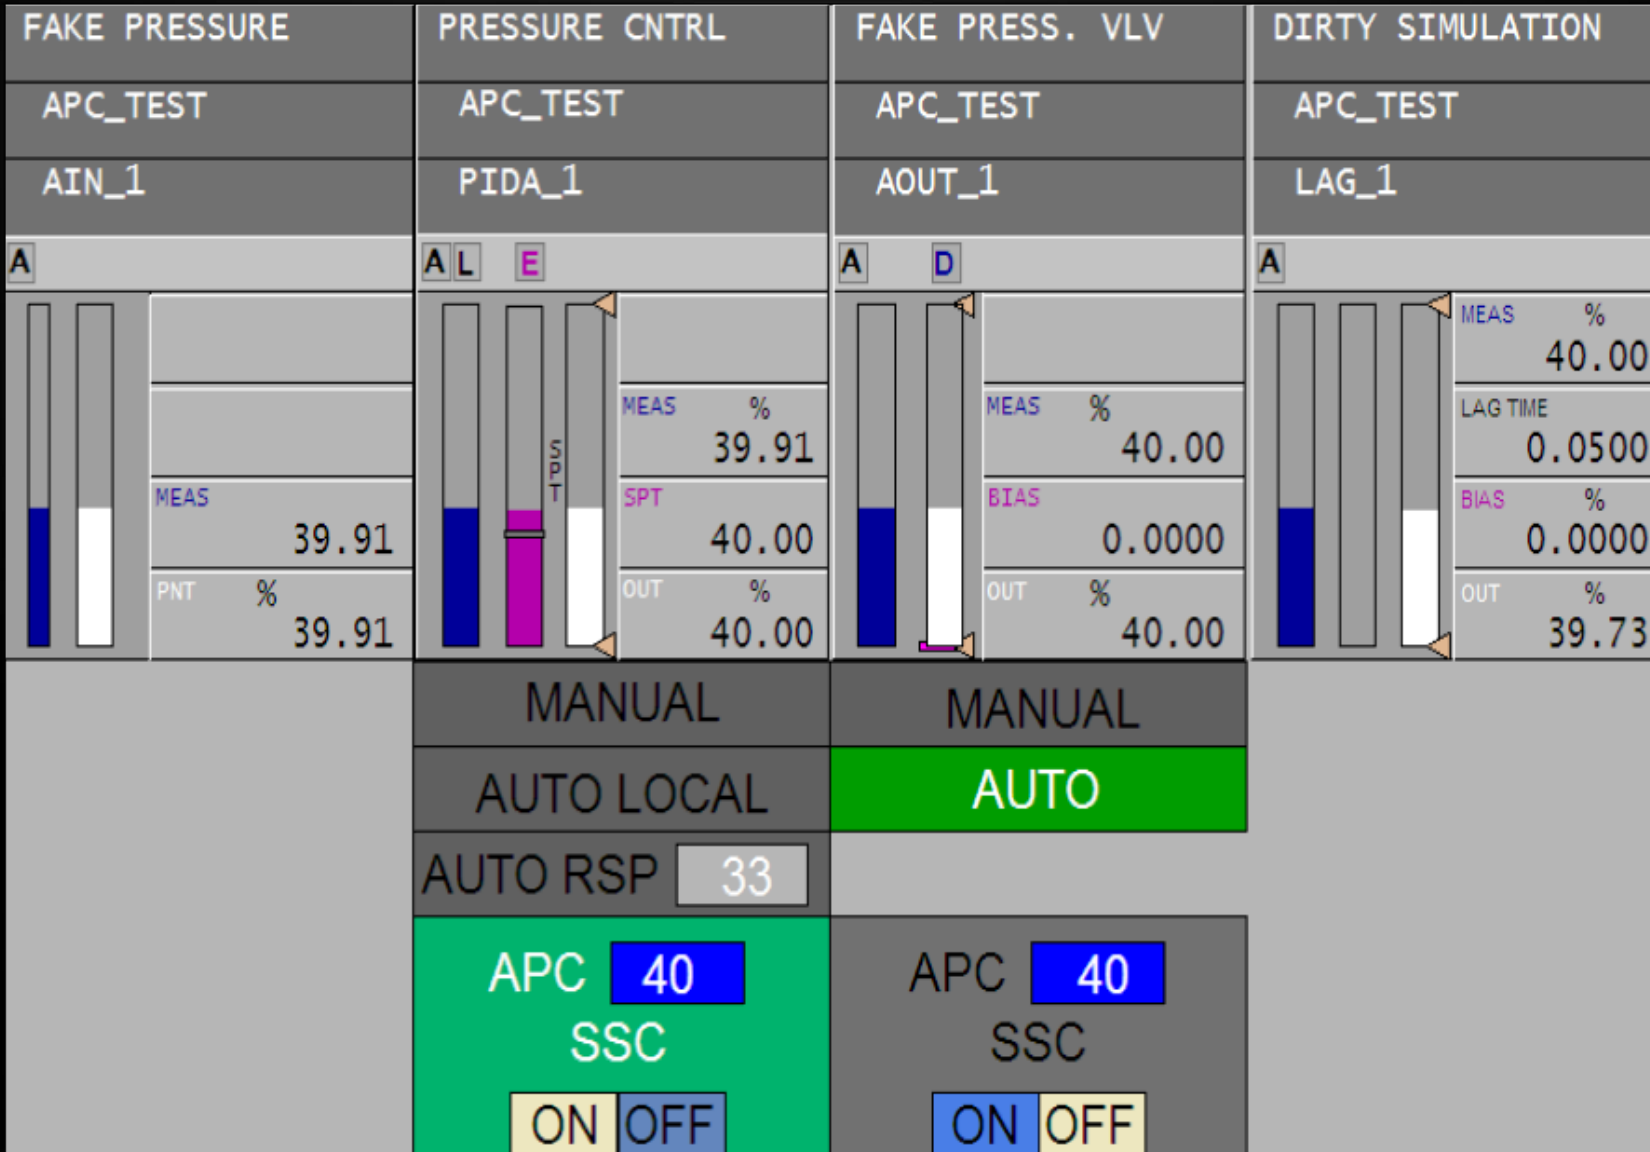 FAKE PRESSURE
APC_TEST
AIN_1
A
MEAS
39.91
PNT %
39.91
PRESSURE CNTRL
APC_TEST
PIDA_1
A L E
SPT
MEAS %
39.91
SPT
40.00
OUT %
40.00
MANUAL
AUTO LOCAL
AUTO RSP 33
APC 40
SSC
ON OFF
FAKE PRESS. VLV
APC_TEST
AOUT_1
A D
MEAS %
40.00
BIAS
0.0000
OUT %
40.00
MANUAL
AUTO
APC 40
SSC
ON OFF
DIRTY SIMULATION
APC_TEST
LAG_1
A
MEAS %
40.00
LAG TIME
0.0500
BIAS %
0.0000
OUT %
39.73